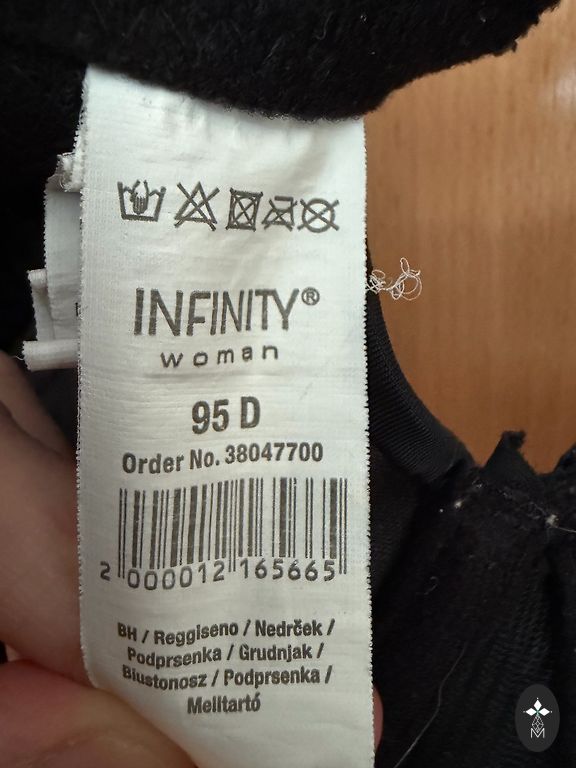 INFINITY®
woman
95 D
Order No. 38047700
2 000012 165665
BH / Reggiseno / Nedrček /
Podprsenka / Grudnjak /
Biustonosz / Podprsenka /
Melltartó
M